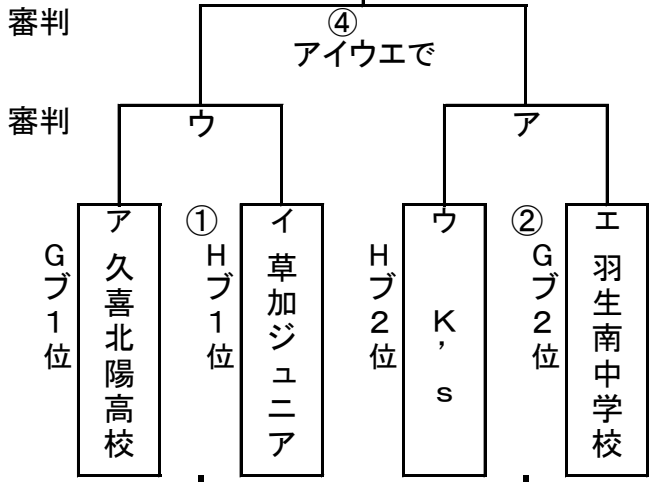 審判
④
アイウエで
審判
ウ
ア
ア
①
イ
ウ
②
エ
Gブ1位
久喜北陽高校
Hブ1位
草加ジュニア
Hブ2位
K's
Gブ2位
羽生南中学校